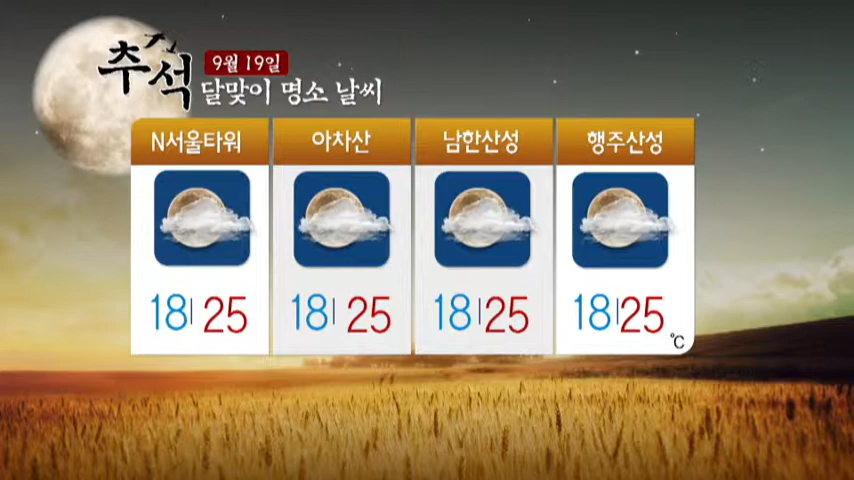 추석
9월 19일
달맞이 명소 날씨
N서울타워 아차산 남한산성 행주산성
18 25 18 25 18 25 18 25 ℃